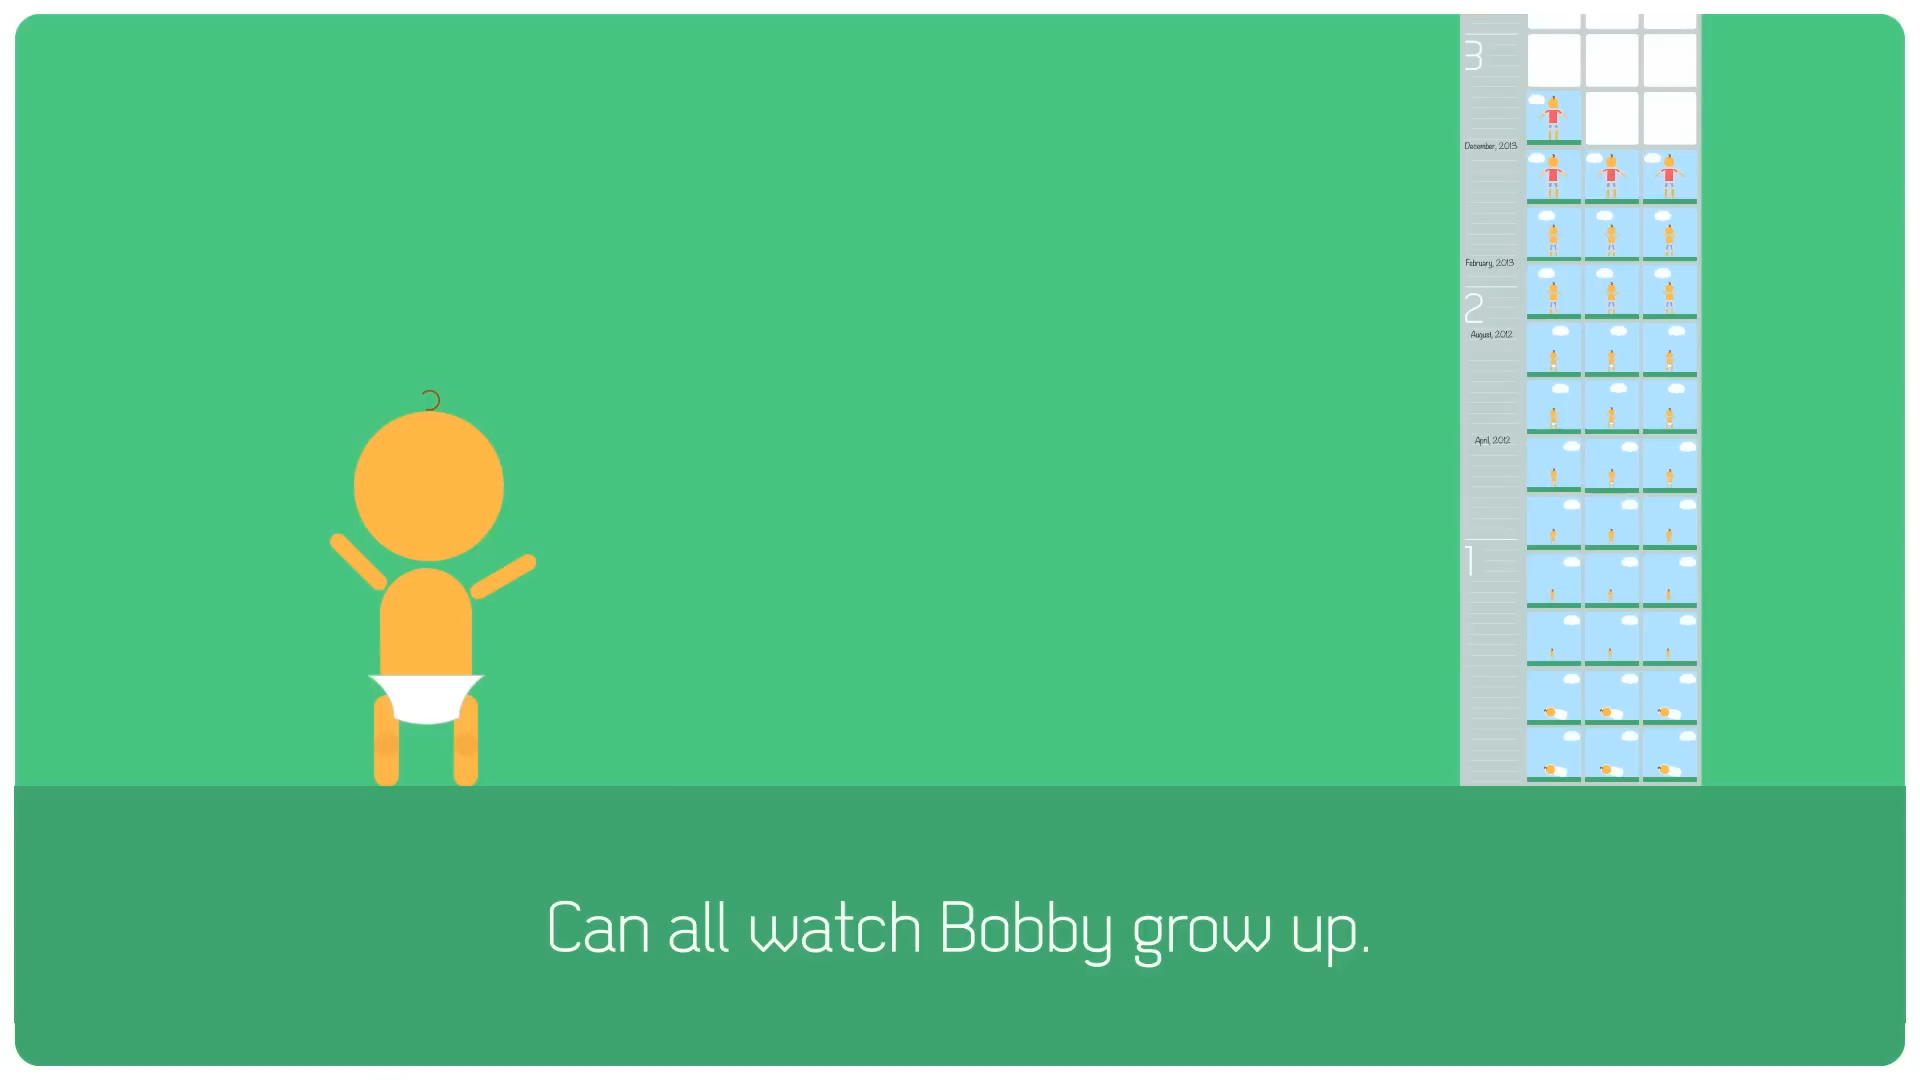 3
December, 2013
February, 2013
2
August, 2012
April, 2012
1
Can all watch Bobby grow up.